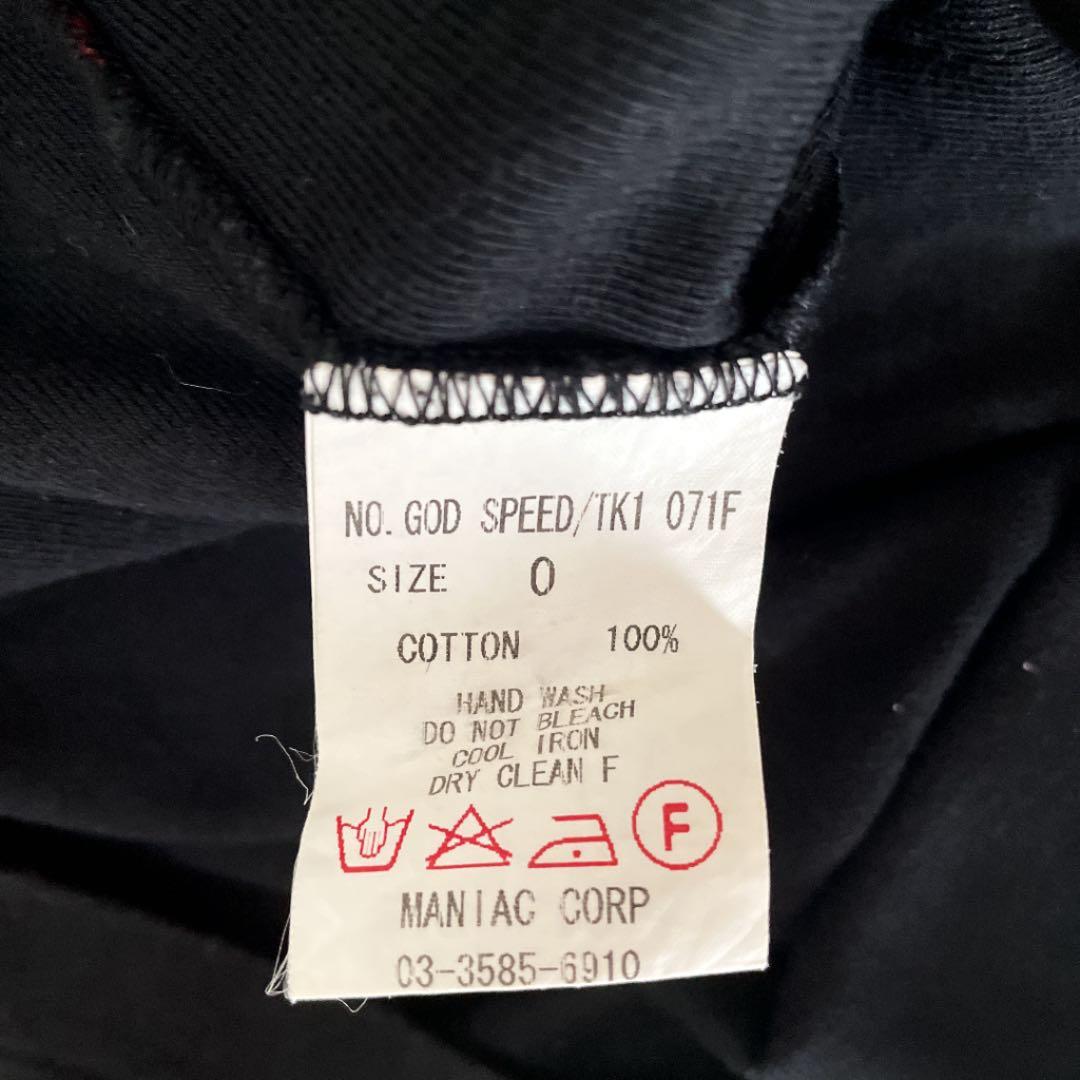 NO. GOD SPEED/TK1 071F
SIZE 0
COTTON 100%
HAND WASH
DO NOT BLEACH
COOL IRON
DRY CLEAN F
F
MANIAC CORP
03-3585-6910